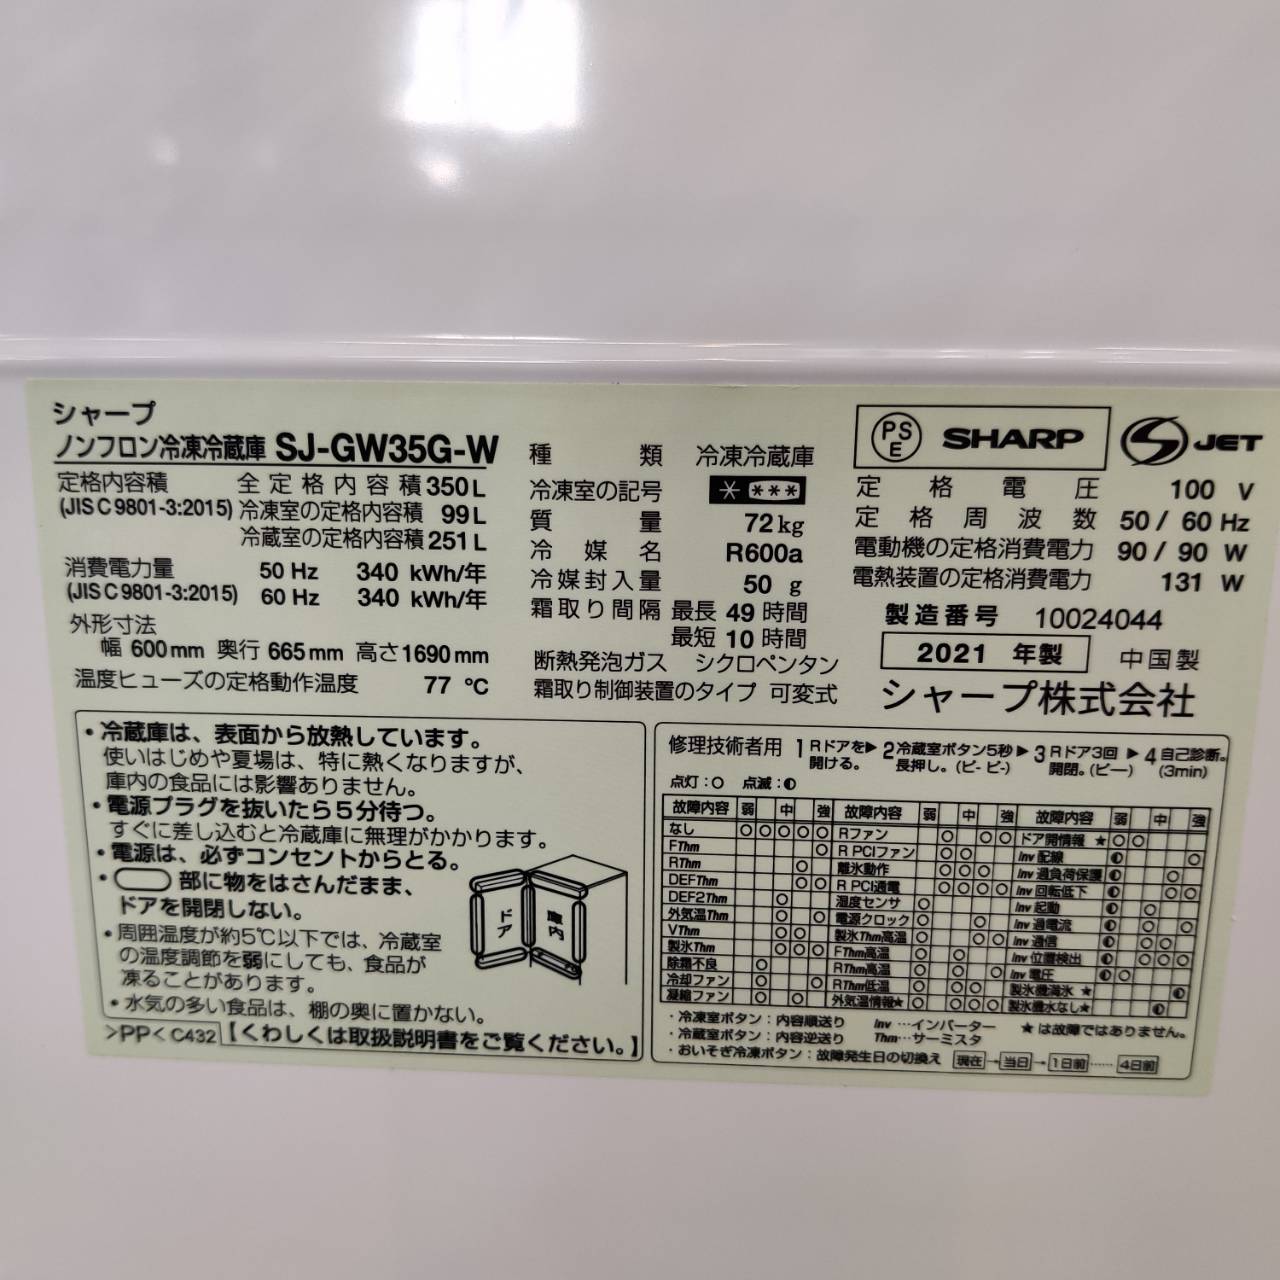 シャープ
ノンフロン冷凍冷蔵庫 SJ-GW35G-W
定格内容積 全定格内容積 350L
(JIS C 9801-3:2015) 冷凍室の定格内容積 99L
冷蔵室の定格内容積 251L
消費電力量 50 Hz 340 kWh/年
(JIS C 9801-3:2015) 60 Hz 340 kWh/年
外形寸法
幅 600mm 奥行 665mm 高さ1690mm
温度ヒューズの定格動作温度 77 ℃
種類 冷凍冷蔵庫
冷凍室の記号 * ***
質量 72kg
冷媒名 R600a
冷媒封入量 50 g
霜取り間隔 最長 49 時間
最短 10 時間
断熱発泡ガス シクロペンタン
霜取り制御装置のタイプ 可変式
PSE SHARP S JET
定格電圧 100 V
定格周波数 50 / 60 Hz
電動機の定格消費電力 90 / 90 W
電熱装置の定格消費電力 131 W
製造番号 10024044
2021 年製 中国製
シャープ株式会社
・冷蔵庫は、表面から放熱しています。
使いはじめや夏場は、特に熱くなりますが、
庫内の食品には影響ありません。
・電源プラグを抜いたら5分待つ。
すぐに差し込むと冷蔵庫に無理がかかります。
・電源は、必ずコンセントからとる。
・部に物をはさんだまま、
ドアを開閉しない。
・周囲温度が約5℃以下では、冷蔵室
の温度調節を弱にしても、食品が
凍ることがあります。
・水気の多い食品は、棚の奥に置かない。
ドア 庫内
>PP< C432 【くわしくは取扱説明書をご覧ください。】
修理技術者用 1 Rドアを開ける。 ▶ 2 冷蔵室ボタン5秒長押し。(ピ- ピ-) ▶ 3 Rドア3回開閉。(ピー) ▶ 4 自己診断。(3min)
点灯:○ 点滅:◐
故障内容 弱 中 強 故障内容 弱 中 強 故障内容 弱 中 強
なし ○ ○ ○ ○ ○ Rファン ○ ○ ○ ドア開情報 ★ ○ ○
FThm ○ R PCIファン ○ ○ Inv 配線 ◐ ○
RThm ○ 離氷動作 ○ ○ ○ Inv 過負荷保護 ◐ ○
DEFThm ○ ○ R PCI通電 ○ ○ ○ ○ Inv 回転低下 ◐ ○ ○
DEF2Thm ○ 湿度センサ ○ Inv 起動 ◐ ○
外気温Thm ○ ○ 電源クロック ○ ○ Inv 過電流 ◐ ○ ○
VThm ○ ○ 製氷Thm高温 ○ ○ ○ Inv 通信 ◐ ○ ○
製氷Thm ○ ○ ○ FThm高温 ○ ○ Inv 位置検出 ◐ ○ ○ ○
除霜不良 ○ RThm高温 ○ ○ ○ Inv 電圧 ◐ ○
冷却ファン ○ ○ RThm低温 ○ ○ 製氷機満氷 ★ ◐
凝縮ファン ○ ○ 外気温情報★ ○ ○ ○ ○ 製氷機水なし★ ◐
・冷凍室ボタン:内容順送り Inv …インバーター ★は故障ではありません。
・冷蔵室ボタン:内容逆送り Thm…サーミスタ
・おいそぎ冷凍ボタン:故障発生日の切換え 現在→当日→1日前……4日前